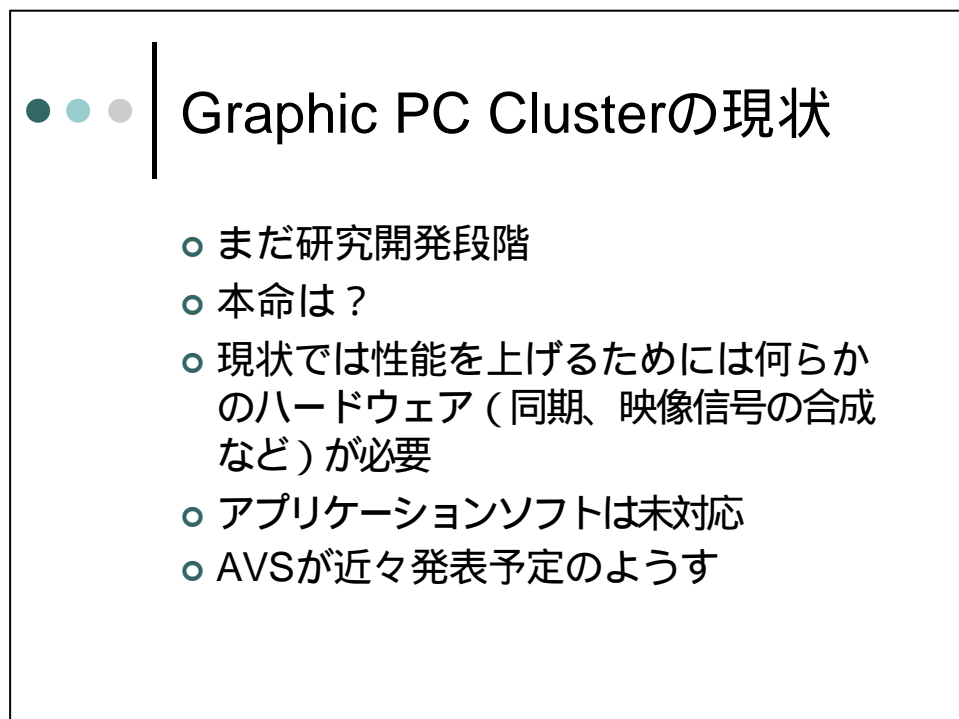 Graphic PC Clusterの現状
まだ研究開発段階
本命は？
現状では性能を上げるためには何らか
のハードウェア（同期、映像信号の合成
など）が必要
アプリケーションソフトは未対応
AVSが近々発表予定のようす